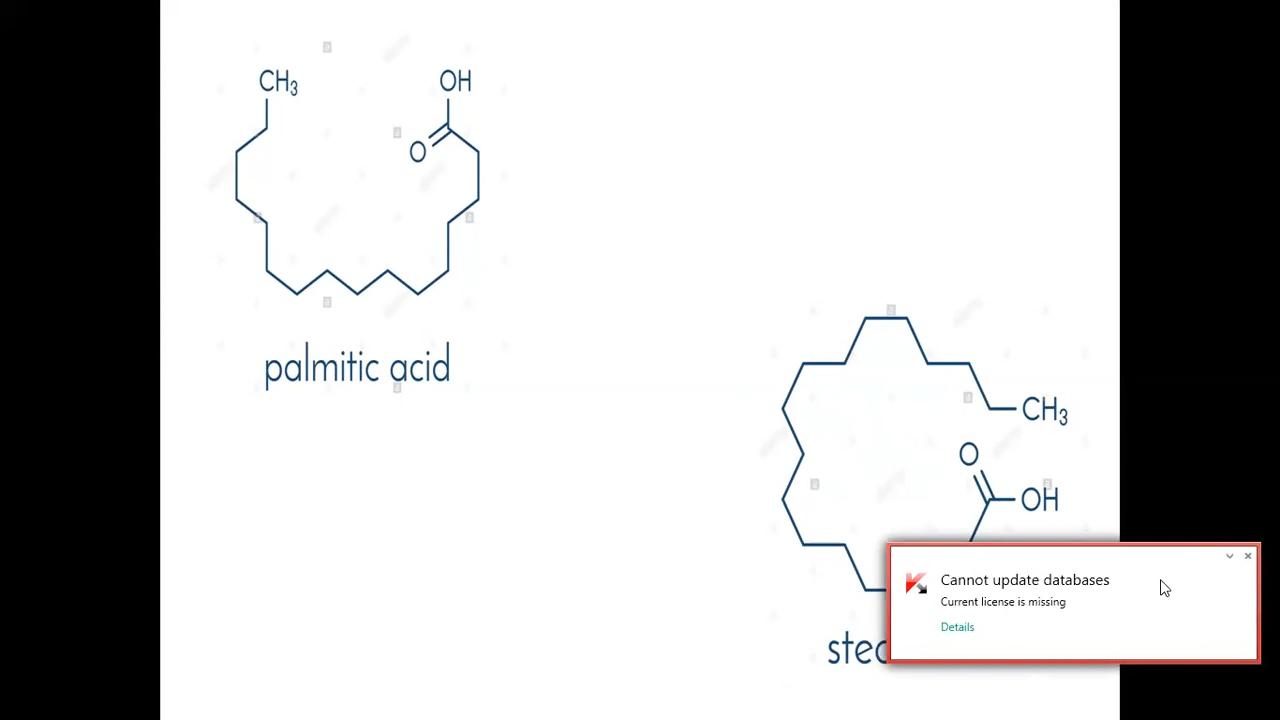 CH3
OH
O
palmitic acid
CH3
O
OH
Cannot update databases
Current license is missing
Details